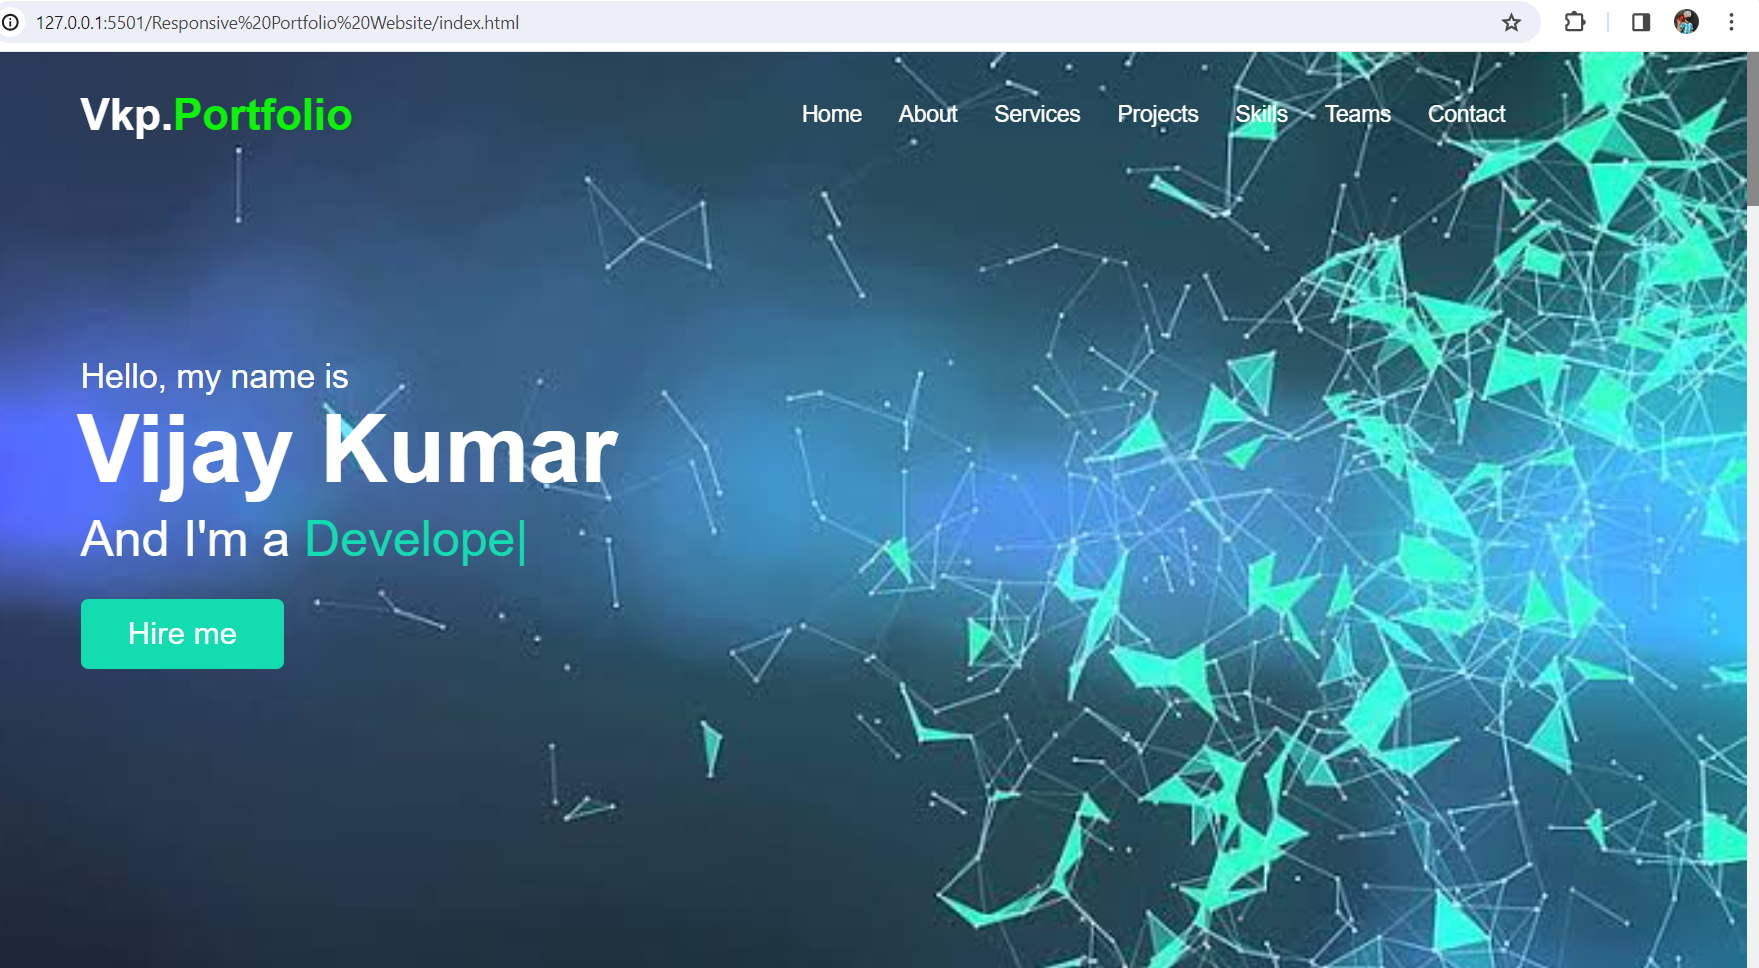 127.0.0.1:5501/Responsive%20Portfolio%20Website/index.html
Vkp.Portfolio
Home About Services Projects Skills Teams Contact
Hello, my name is
Vijay Kumar
And I'm a Develope|
Hire me